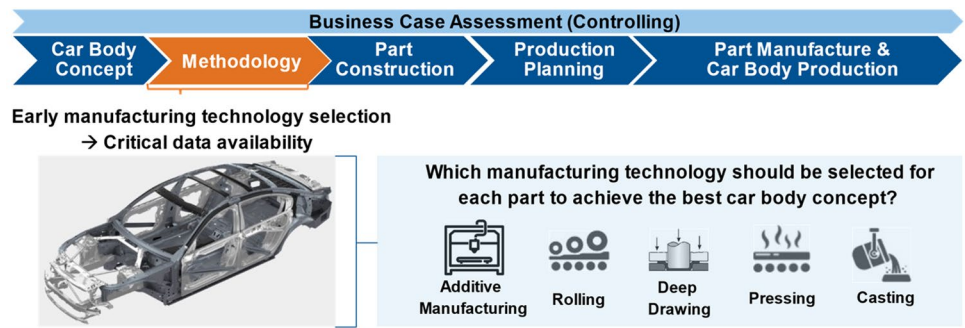 Business Case Assessment (Controlling)
Car Body
Concept
Methodology
Part
Construction
Production
Planning
Part Manufacture &
Car Body Production
Early manufacturing technology selection
→ Critical data availability
Which manufacturing technology should be selected for
each part to achieve the best car body concept?
Additive
Manufacturing
Rolling
Deep
Drawing
Pressing
Casting